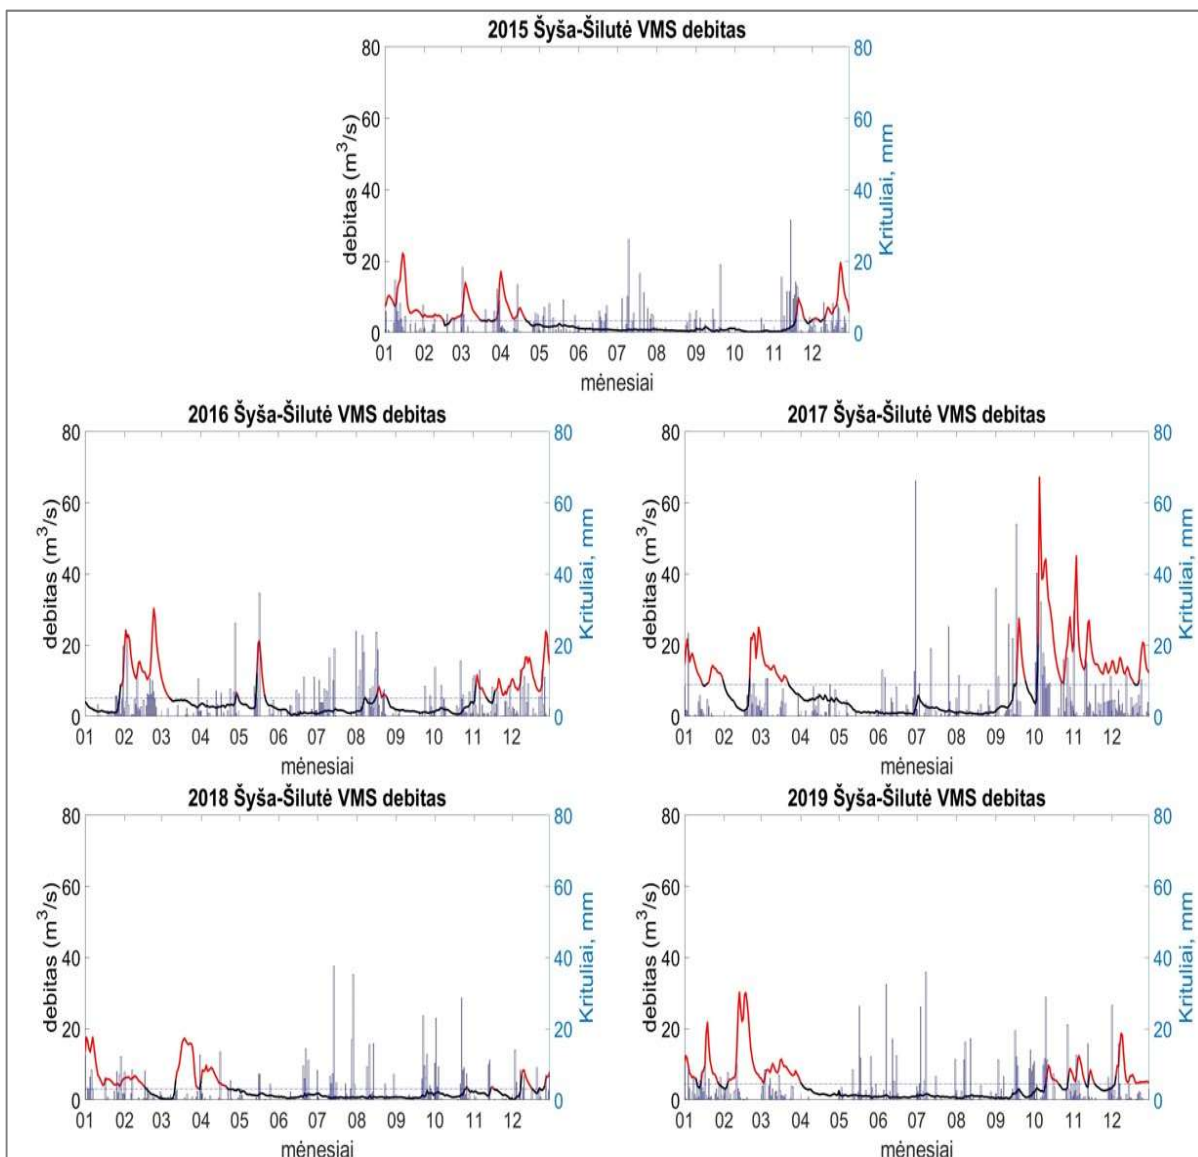 2015 Šyša-Šilutė VMS debitas
80 80
60 60
40 40
20 20
0 0
debitas (m³/s)
Krituliai, mm
01 02 03 04 05 06 07 08 09 10 11 12
mėnesiai
2016 Šyša-Šilutė VMS debitas
80 80
60 60
40 40
20 20
0 0
debitas (m³/s)
Krituliai, mm
01 02 03 04 05 06 07 08 09 10 11 12
mėnesiai
2017 Šyša-Šilutė VMS debitas
80 80
60 60
40 40
20 20
0 0
debitas (m³/s)
Krituliai, mm
01 02 03 04 05 06 07 08 09 10 11 12
mėnesiai
2018 Šyša-Šilutė VMS debitas
80 80
60 60
40 40
20 20
0 0
debitas (m³/s)
Krituliai, mm
01 02 03 04 05 06 07 08 09 10 11 12
mėnesiai
2019 Šyša-Šilutė VMS debitas
80 80
60 60
40 40
20 20
0 0
debitas (m³/s)
Krituliai, mm
01 02 03 04 05 06 07 08 09 10 11 12
mėnesiai